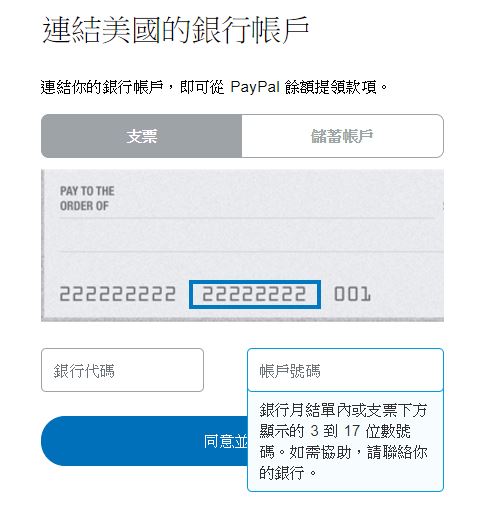 連結美國的銀行帳戶
連結你的銀行帳戶，即可從 PayPal 餘額提領款項。
支票
儲蓄帳戶
PAY TO THE
ORDER OF
222222222 22222222 001
銀行代碼
帳戶號碼
銀行月結單內或支票下方
顯示的 3 到 17 位數號
碼。如需協助，請聯絡你
的銀行。
同意並